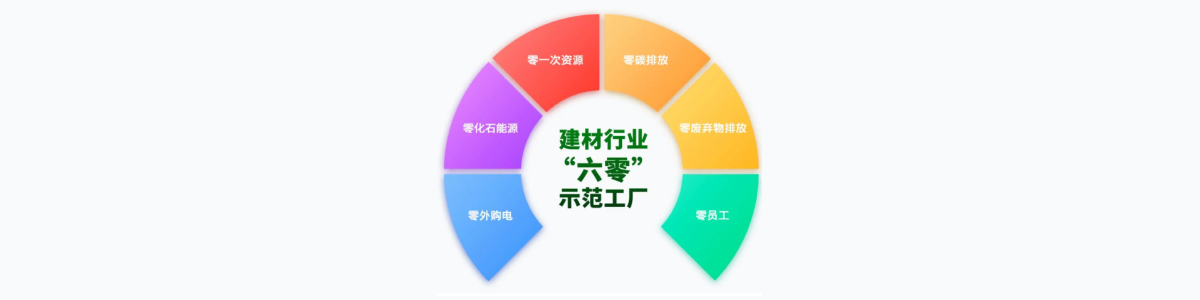 零一次资源
零碳排放
零化石能源
零废弃物排放
建材行业
“六零”
示范工厂
零外购电
零员工